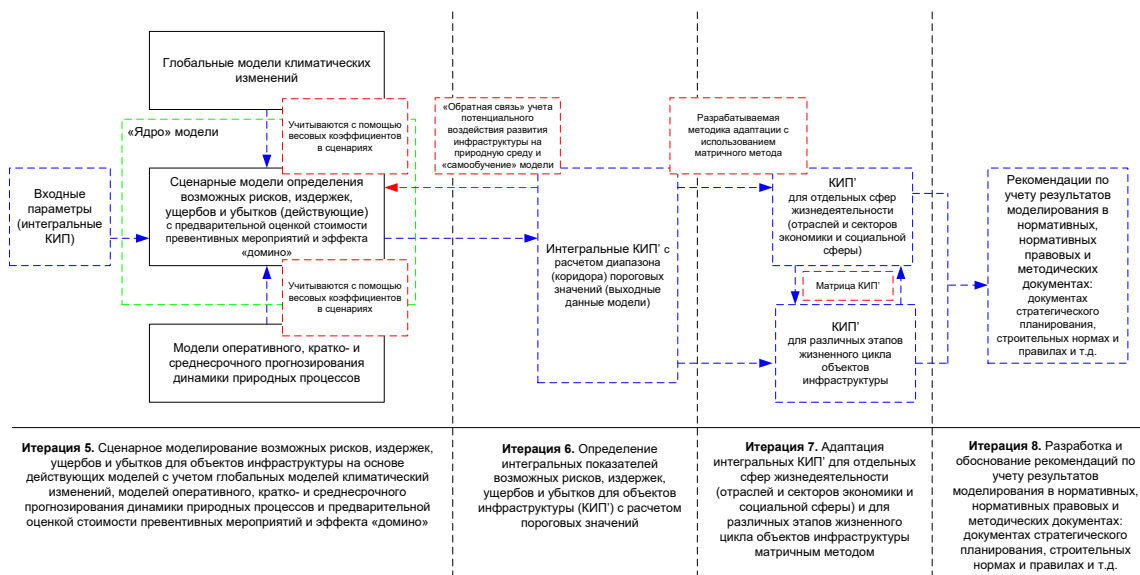 Глобальные модели климатических
изменений
«Ядро» модели
Учитываются с помощью
весовых коэффициентов
в сценариях
Входные
параметры
(интегральные
КИП)
Сценарные модели определения
возможных рисков, издержек,
ущербов и убытков (действующие)
с предварительной оценкой стоимости
превентивных мероприятий и эффекта
«домино»
Учитываются с помощью
весовых коэффициентов
в сценариях
Модели оперативного, кратко- и
среднесрочного прогнозирования
динамики природных процессов
«Обратная связь» учета
потенциального
воздействия развития
инфраструктуры на
природную среду и
«самообучение» модели
Интегральные КИП' с
расчетом диапазона
(коридора) пороговых
значений (выходные
данные модели)
Разрабатываемая
методика адаптации с
использованием
матричного метода
КИП'
для отдельных сфер
жизнедеятельности
(отраслей и секторов
экономики и социальной
сферы)
Матрица КИП'
КИП'
для различных этапов
жизненного цикла
объектов
инфраструктуры
Рекомендации по
учету результатов
моделирования в
нормативных,
нормативных
правовых и
методических
документах:
документах
стратегического
планирования,
строительных нормах и
правилах и т.д.
Итерация 5. Сценарное моделирование возможных рисков, издержек,
ущербов и убытков для объектов инфраструктуры на основе
действующих моделей с учетом глобальных моделей климатический
изменений, моделей оперативного, кратко- и среднесрочного
прогнозирования динамики природных процессов и предварительной
оценкой стоимости превентивных мероприятий и эффекта «домино»
Итерация 6. Определение
интегральных показателей
возможных рисков, издержек,
ущербов и убытков для объектов
инфраструктуры (КИП') с расчетом
пороговых значений
Итерация 7. Адаптация
интегральных КИП' для отдельных
сфер жизнедеятельности
(отраслей и секторов экономики и
социальной сферы) и для
различных этапов жизненного
цикла объектов инфраструктуры
матричным методом
Итерация 8. Разработка и
обоснование рекомендаций по
учету результатов
моделирования в нормативных,
нормативных правовых и
методических документах:
документах стратегического
планирования, строительных
нормах и правилах и т.д.